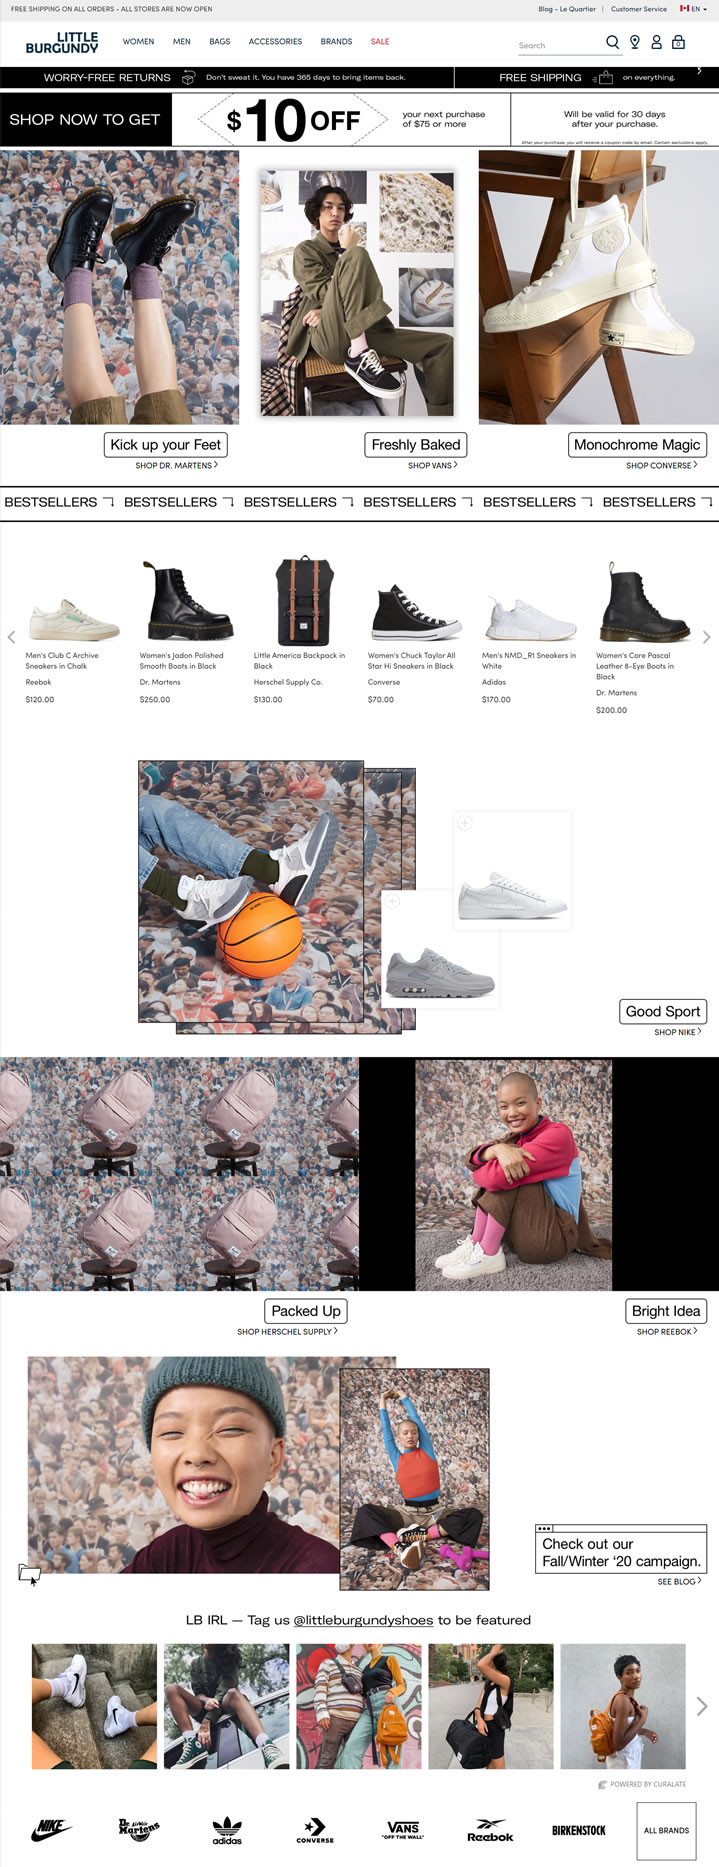 FREE SHIPPING ON ALL ORDERS - ALL STORES ARE NOW OPEN
Blog - Le Quartier | Customer Service EN
LITTLE
BURGUNDY
WOMEN MEN BAGS ACCESSORIES BRANDS SALE
Search
0
WORRY-FREE RETURNS Don't sweat it. You have 365 days to bring items back.
FREE SHIPPING on everything.
SHOP NOW TO GET
$10 OFF
your next purchase
of $75 or more
Will be valid for 30 days
after your purchase.
After your purchase, you will receive a coupon code by email. Certain exclusions apply.
Kick up your Feet
SHOP DR. MARTENS
Freshly Baked
SHOP VANS
Monochrome Magic
SHOP CONVERSE
BESTSELLERS BESTSELLERS BESTSELLERS BESTSELLERS BESTSELLERS BESTSELLERS
Men's Club C Archive
Sneakers in Chalk
Reebok
$120.00
Women's Jadon Polished
Smooth Boots in Black
Dr. Martens
$250.00
Little America Backpack in
Black
Herschel Supply Co.
$130.00
Women's Chuck Taylor All
Star Hi Sneakers in Black
Converse
$70.00
Men's NMD_R1 Sneakers in
White
Adidas
$170.00
Women's Core Pascal
Leather 8-Eye Boots in
Black
Dr. Martens
$200.00
Good Sport
SHOP NIKE
Packed Up
SHOP HERSCHEL SUPPLY
Bright Idea
SHOP REEBOK
Check out our
Fall/Winter '20 campaign.
SEE BLOG
LB IRL — Tag us @littleburgundyshoes to be featured
POWERED BY CURALATE
NIKE
Dr. Martens
AirWair
adidas
CONVERSE
VANS
"OFF THE WALL"
Reebok
BIRKENSTOCK
ALL BRANDS